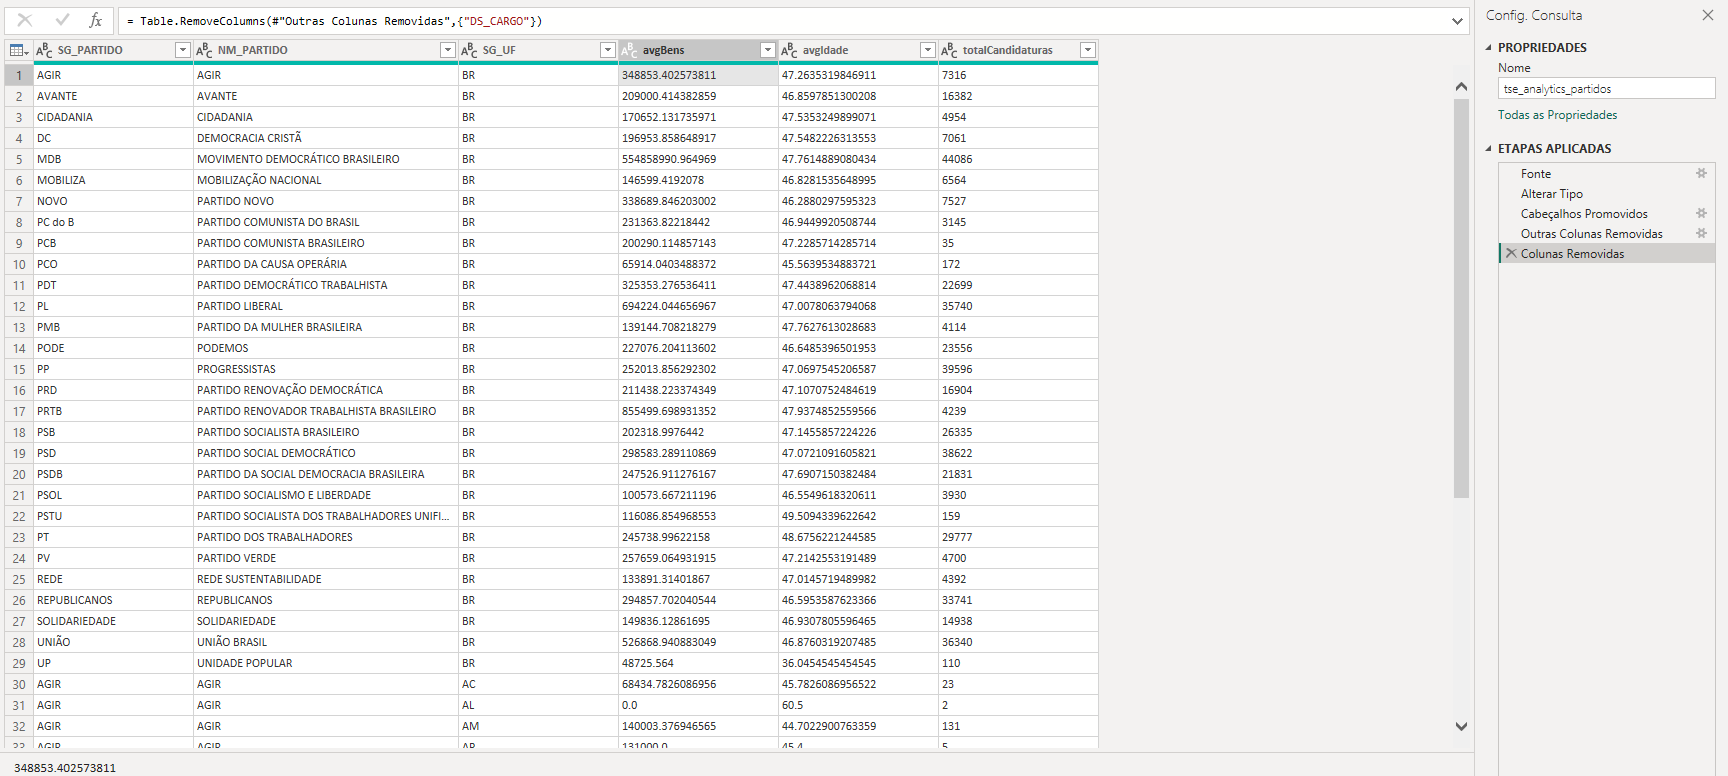 fx = Table.RemoveColumns(#"Outras Colunas Removidas",{"DS_CARGO"})
SG_PARTIDO NM_PARTIDO SG_UF avgBens avgIdade totalCandidaturas
1 AGIR AGIR BR 348853.402573811 47.2635319846911 7316
2 AVANTE AVANTE BR 209000.414382859 46.8597851300208 16382
3 CIDADANIA CIDADANIA BR 170652.131735971 47.5353249899071 4954
4 DC DEMOCRACIA CRISTÃ BR 196953.858648917 47.5482226313553 7061
5 MDB MOVIMENTO DEMOCRÁTICO BRASILEIRO BR 554858990.964969 47.7614889080434 44086
6 MOBILIZA MOBILIZAÇÃO NACIONAL BR 146599.4192078 46.8281535648995 6564
7 NOVO PARTIDO NOVO BR 338689.846203002 46.2880297595323 7527
8 PC do B PARTIDO COMUNISTA DO BRASIL BR 231363.82218442 46.9449920508744 3145
9 PCB PARTIDO COMUNISTA BRASILEIRO BR 200290.114857143 47.2285714285714 35
10 PCO PARTIDO DA CAUSA OPERÁRIA BR 65914.0403488372 45.5639534883721 172
11 PDT PARTIDO DEMOCRÁTICO TRABALHISTA BR 325353.276536411 47.4438962068814 22699
12 PL PARTIDO LIBERAL BR 694224.044656967 47.0078063794068 35740
13 PMB PARTIDO DA MULHER BRASILEIRA BR 139144.708218279 47.7627613028683 4114
14 PODE PODEMOS BR 227076.204113602 46.6485396501953 23556
15 PP PROGRESSISTAS BR 252013.856292302 47.0697545206587 39596
16 PRD PARTIDO RENOVAÇÃO DEMOCRÁTICA BR 211438.223374349 47.1070752484619 16904
17 PRTB PARTIDO RENOVADOR TRABALHISTA BRASILEIRO BR 855499.698931352 47.9374852559566 4239
18 PSB PARTIDO SOCIALISTA BRASILEIRO BR 202318.9976442 47.1455857224226 26335
19 PSD PARTIDO SOCIAL DEMOCRÁTICO BR 298583.289110869 47.0721091605821 38622
20 PSDB PARTIDO DA SOCIAL DEMOCRACIA BRASILEIRA BR 247526.911276167 47.6907150382484 21831
21 PSOL PARTIDO SOCIALISMO E LIBERDADE BR 100573.667211196 46.5549618320611 3930
22 PSTU PARTIDO SOCIALISTA DOS TRABALHADORES UNIFI... BR 116086.854968553 49.5094339622642 159
23 PT PARTIDO DOS TRABALHADORES BR 245738.99622158 48.6756221244585 29777
24 PV PARTIDO VERDE BR 257659.064931915 47.2142553191489 4700
25 REDE REDE SUSTENTABILIDADE BR 133891.31401867 47.0145719489982 4392
26 REPUBLICANOS REPUBLICANOS BR 294857.702040544 46.5953587623366 33741
27 SOLIDARIEDADE SOLIDARIEDADE BR 149836.12861695 46.9307805596465 14938
28 UNIÃO UNIÃO BRASIL BR 526868.940883049 46.8760319207485 36340
29 UP UNIDADE POPULAR BR 48725.564 36.0454545454545 110
30 AGIR AGIR AC 68434.7826086956 45.7826086956522 23
31 AGIR AGIR AL 0.0 60.5 2
32 AGIR AGIR AM 140003.376946565 44.7022900763359 131
33 AGIR AGIR AP 131000.0 45.4 5
348853.402573811
Config. Consulta
PROPRIEDADES
Nome
tse_analytics_partidos
Todas as Propriedades
ETAPAS APLICADAS
Fonte
Alterar Tipo
Cabeçalhos Promovidos
Outras Colunas Removidas
Colunas Removidas